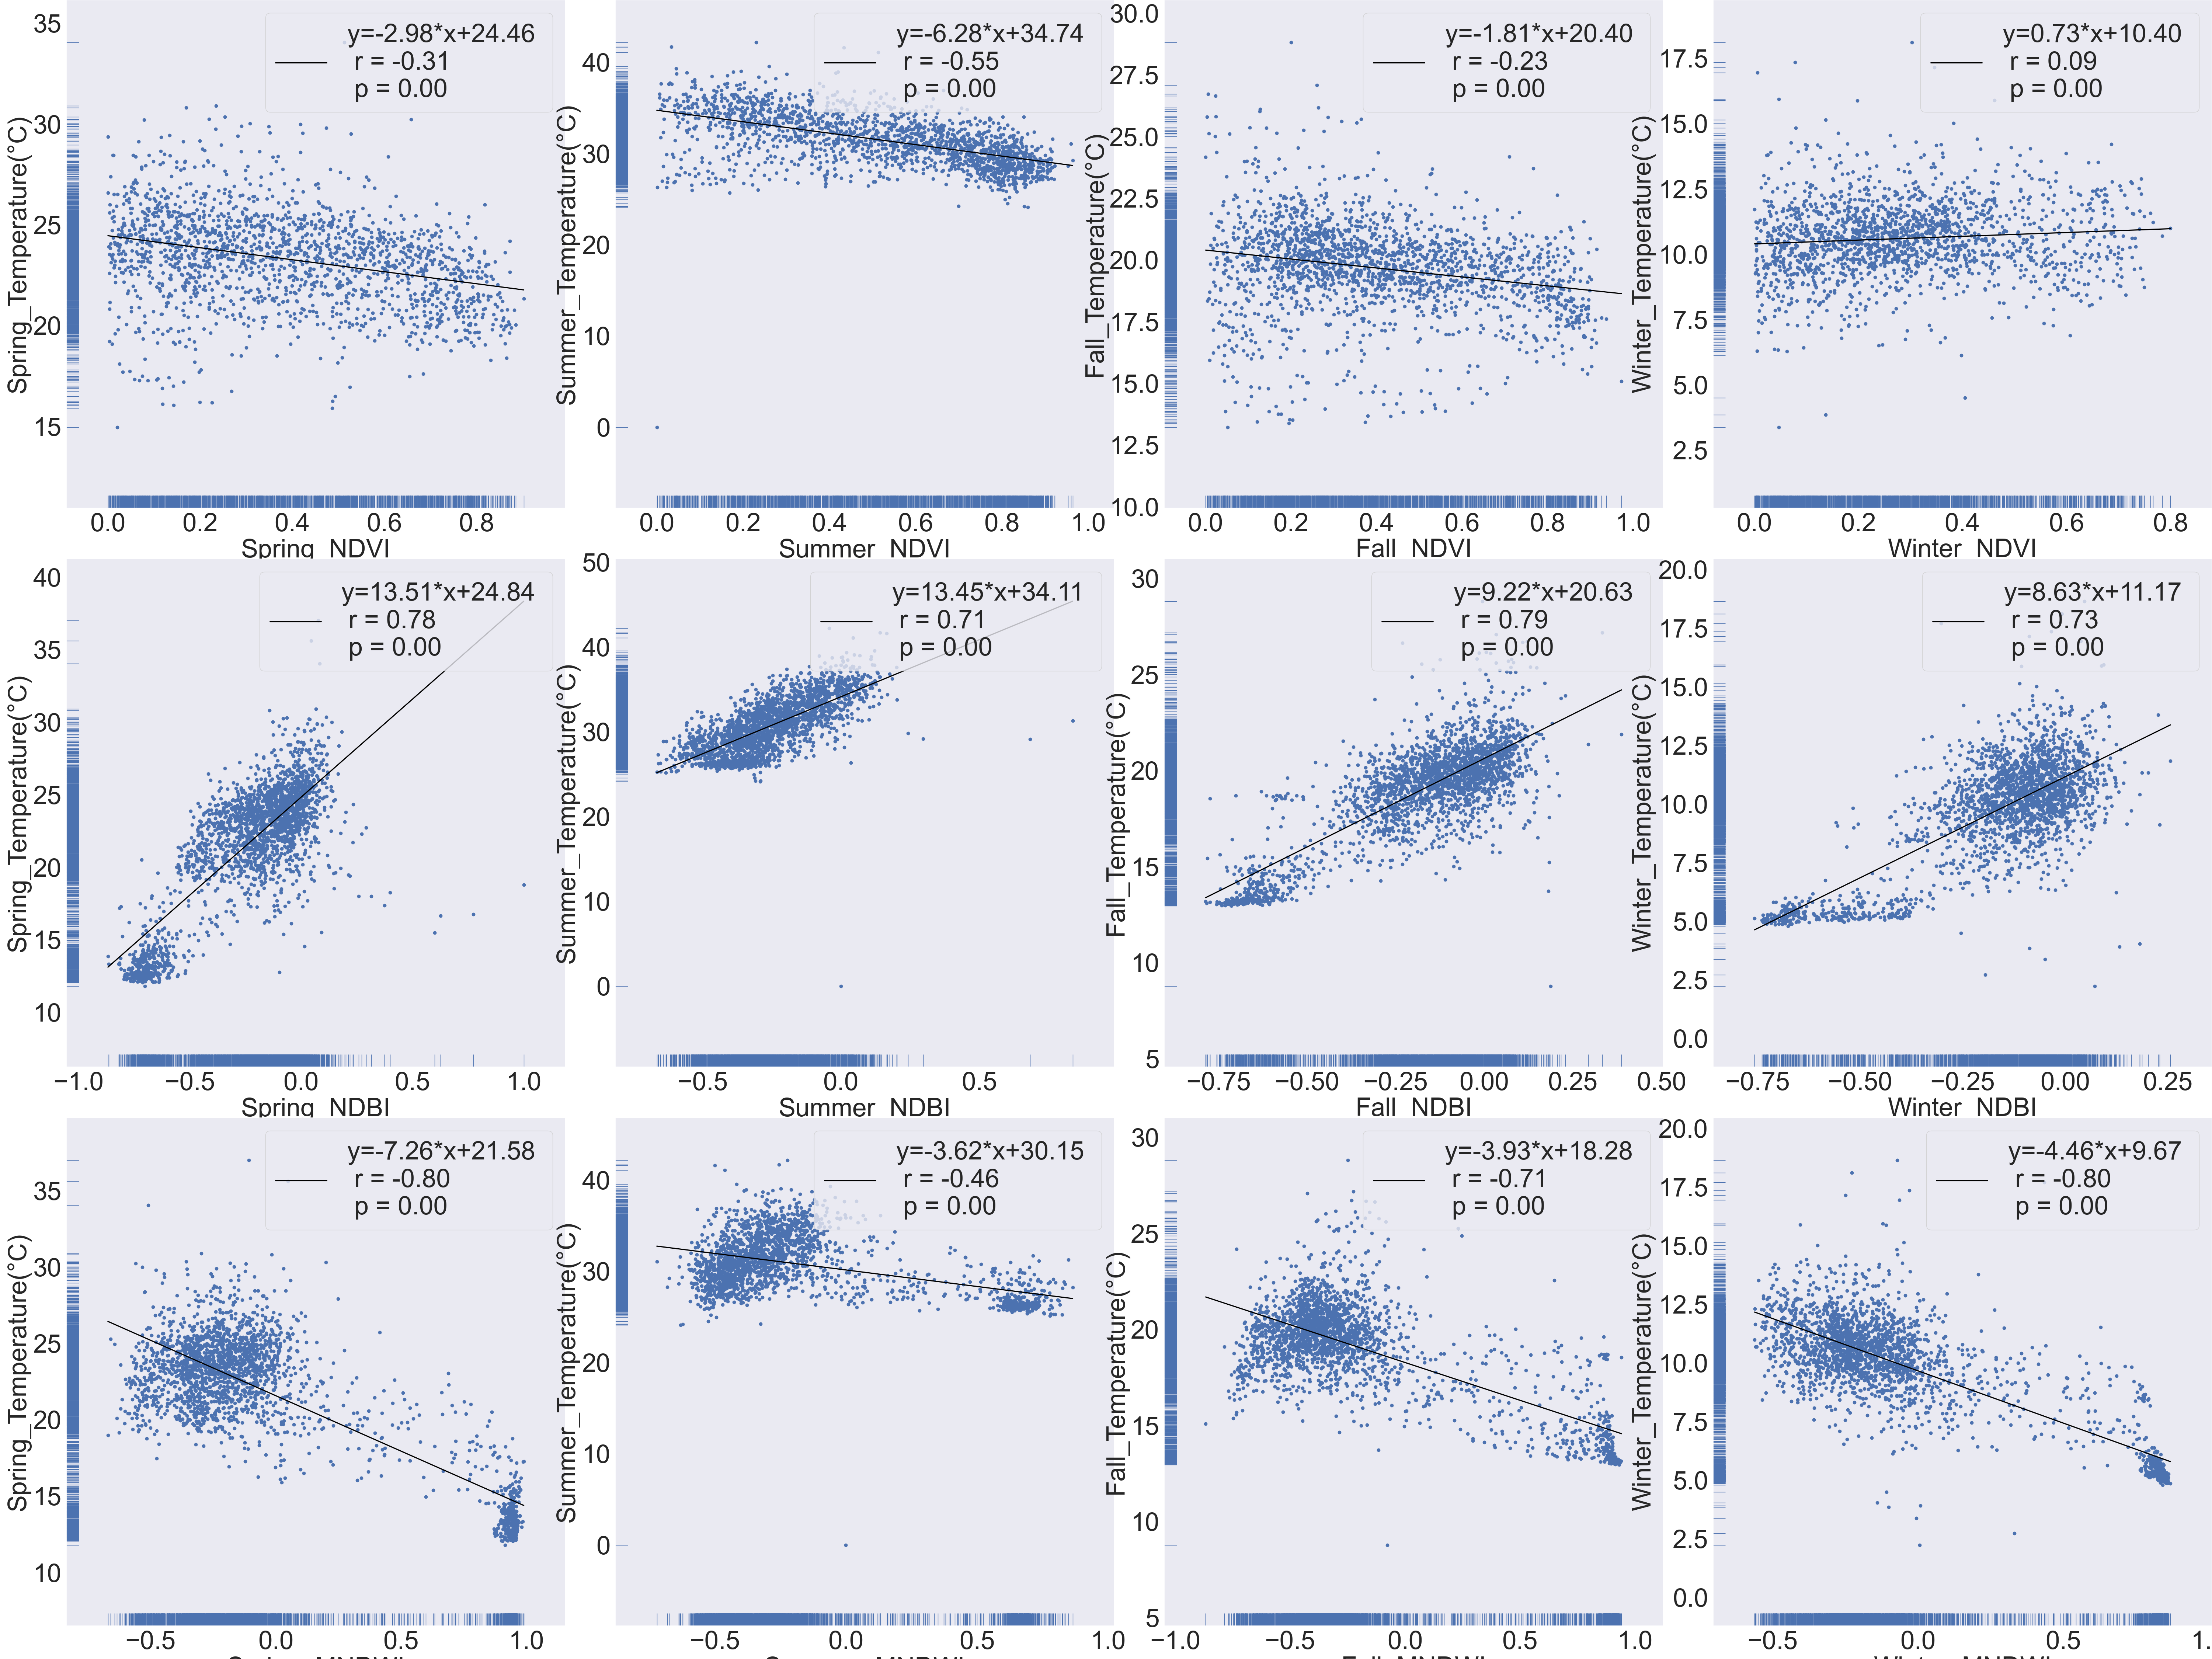 y=-2.98*x+24.46
r = -0.31
p = 0.00
35
30
25
20
15
Spring_Temperature(°C)
0.0 0.2 0.4 0.6 0.8
Spring_NDVI
y=-6.28*x+34.74
r = -0.55
p = 0.00
40
30
20
10
0
Summer_Temperature(°C)
0.0 0.2 0.4 0.6 0.8 1.0
Summer_NDVI
y=-1.81*x+20.40
r = -0.23
p = 0.00
30.0
27.5
25.0
22.5
20.0
17.5
15.0
12.5
10.0
Fall_Temperature(°C)
0.0 0.2 0.4 0.6 0.8 1.0
Fall_NDVI
y=0.73*x+10.40
r = 0.09
p = 0.00
17.5
15.0
12.5
10.0
7.5
5.0
2.5
Winter_Temperature(°C)
0.0 0.2 0.4 0.6 0.8
Winter_NDVI
y=13.51*x+24.84
r = 0.78
p = 0.00
40
35
30
25
20
15
10
Spring_Temperature(°C)
−1.0 −0.5 0.0 0.5 1.0
Spring_NDBI
y=13.45*x+34.11
r = 0.71
p = 0.00
50
40
30
20
10
0
Summer_Temperature(°C)
−0.5 0.0 0.5
Summer_NDBI
y=9.22*x+20.63
r = 0.79
p = 0.00
30
25
20
15
10
5
Fall_Temperature(°C)
−0.75 −0.50 −0.25 0.00 0.25 0.50
Fall_NDBI
y=8.63*x+11.17
r = 0.73
p = 0.00
20.0
17.5
15.0
12.5
10.0
7.5
5.0
2.5
0.0
Winter_Temperature(°C)
−0.75 −0.50 −0.25 0.00 0.25
Winter_NDBI
y=-7.26*x+21.58
r = -0.80
p = 0.00
35
30
25
20
15
10
Spring_Temperature(°C)
−0.5 0.0 0.5 1.0
y=-3.62*x+30.15
r = -0.46
p = 0.00
40
30
20
10
0
Summer_Temperature(°C)
−0.5 0.0 0.5 1.0
y=-3.93*x+18.28
r = -0.71
p = 0.00
30
25
20
15
10
5
Fall_Temperature(°C)
−1.0 −0.5 0.0 0.5 1.0
y=-4.46*x+9.67
r = -0.80
p = 0.00
20.0
17.5
15.0
12.5
10.0
7.5
5.0
2.5
0.0
Winter_Temperature(°C)
−0.5 0.0 0.5